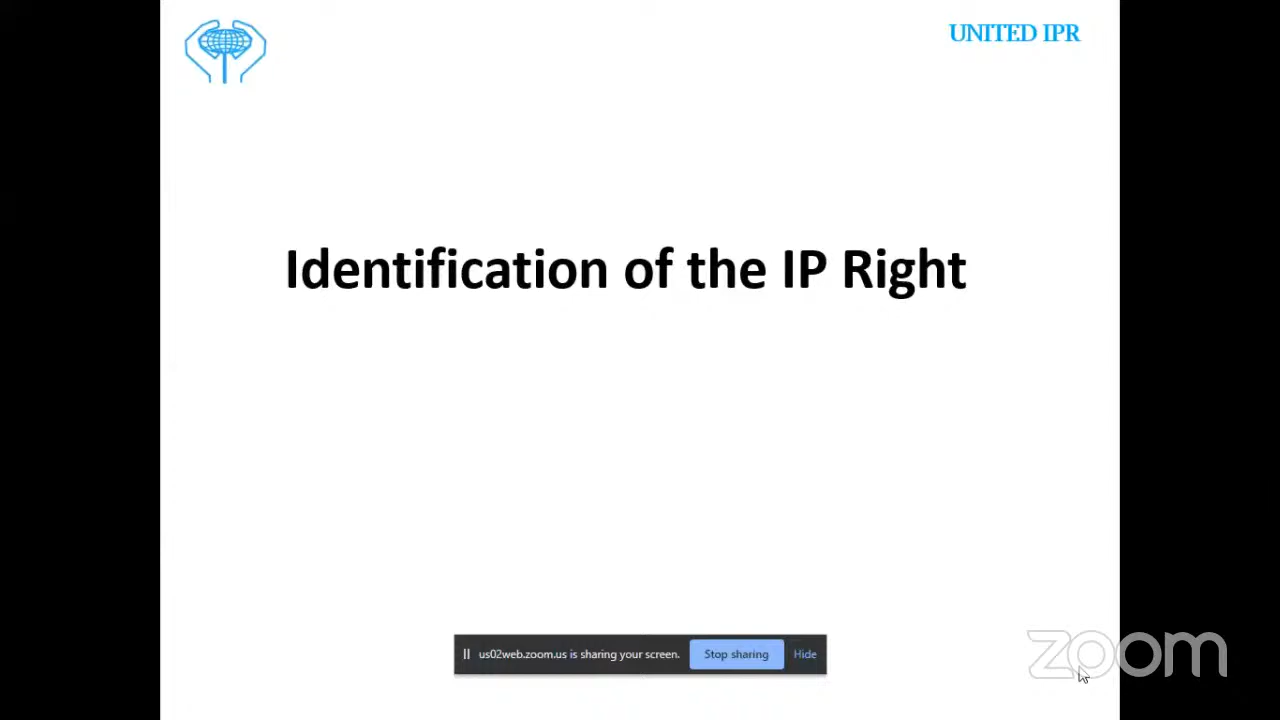 UNITED IPR
Identification of the IP Right
us02web.zoom.us is sharing your screen. Stop sharing Hide
zoom